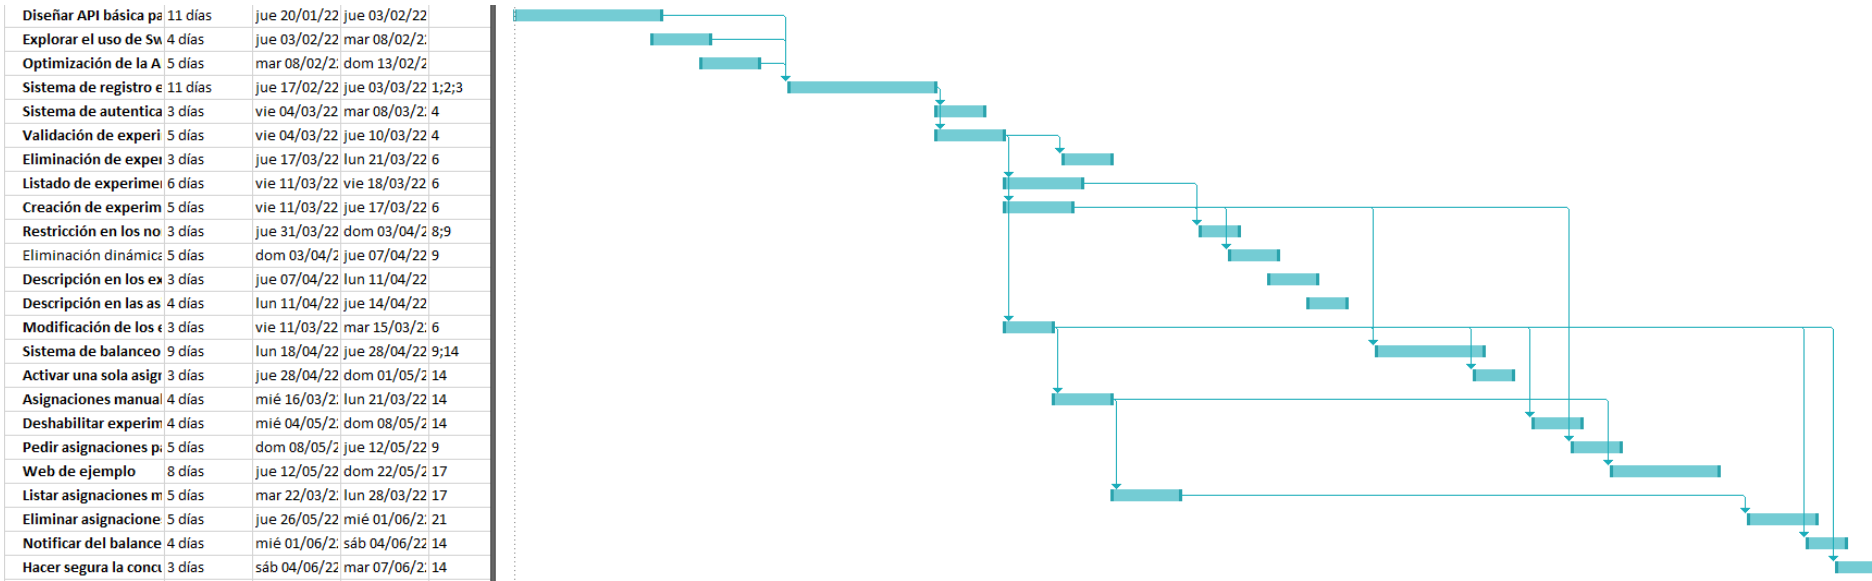 Diseñar API básica pa 11 días jue 20/01/22 jue 03/02/22
Explorar el uso de Sw 4 días jue 03/02/22 mar 08/02/2
Optimización de la A 5 días mar 08/02/2 dom 13/02/2
Sistema de registro e 11 días jue 17/02/22 jue 03/03/22 1;2;3
Sistema de autentica 3 días vie 04/03/22 mar 08/03/2 4
Validación de experi 5 días vie 04/03/22 jue 10/03/22 4
Eliminación de exper 3 días jue 17/03/22 lun 21/03/22 6
Listado de experimer 6 días vie 11/03/22 vie 18/03/22 6
Creación de experim 5 días vie 11/03/22 jue 17/03/22 6
Restricción en los no 3 días jue 31/03/22 dom 03/04/2 8;9
Eliminación dinámica 5 días dom 03/04/2 jue 07/04/22 9
Descripción en los ex 3 días jue 07/04/22 lun 11/04/22
Descripción en las as 4 días lun 11/04/22 jue 14/04/22
Modificación de los e 3 días vie 11/03/22 mar 15/03/2 6
Sistema de balanceo 9 días lun 18/04/22 jue 28/04/22 9;14
Activar una sola asigr 3 días jue 28/04/22 dom 01/05/2 14
Asignaciones manual 4 días mié 16/03/2 lun 21/03/22 14
Deshabilitar experim 4 días mié 04/05/2 dom 08/05/2 14
Pedir asignaciones pa 5 días dom 08/05/2 jue 12/05/22 9
Web de ejemplo 8 días jue 12/05/22 dom 22/05/2 17
Listar asignaciones m 5 días mar 22/03/2 lun 28/03/22 17
Eliminar asignacione 5 días jue 26/05/22 mié 01/06/2 21
Notificar del balance 4 días mié 01/06/2 sáb 04/06/22 14
Hacer segura la concu 3 días sáb 04/06/22 mar 07/06/2 14